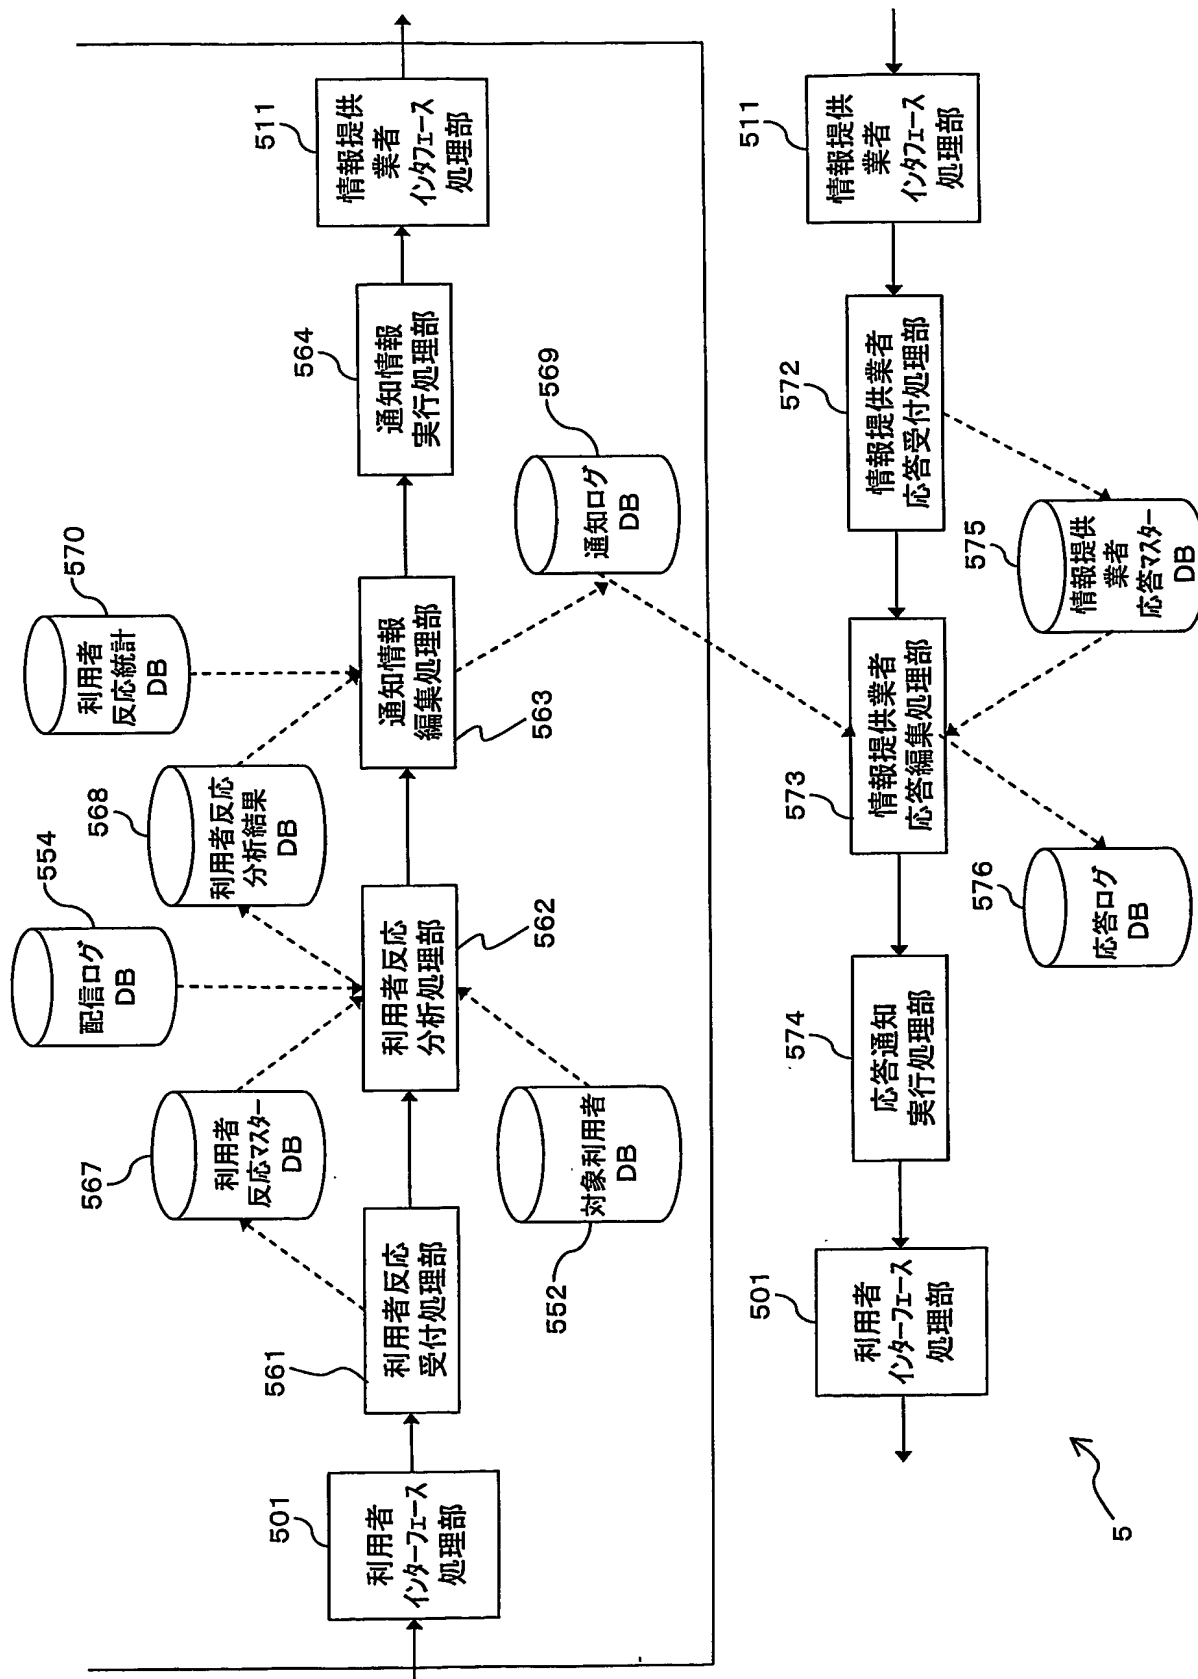 554
配信ログ
DB
570
利用者
反応統計
DB
567
利用者
反応マスター
DB
568
利用者反応
分析結果
DB
501
利用者
インターフェース
処理部
561
利用者反応
受付処理部
562
利用者反応
分析処理部
563
通知情報
編集処理部
564
通知情報
実行処理部
511
情報提供
業者
インタフェース
処理部
552
対象利用者
DB
569
通知ログ
DB
501
利用者
インターフェース
処理部
574
応答通知
実行処理部
573
情報提供業者
応答編集処理部
572
情報提供業者
応答受付処理部
511
情報提供
業者
インタフェース
処理部
576
応答ログ
DB
575
情報提供
業者
応答マスター
DB
5